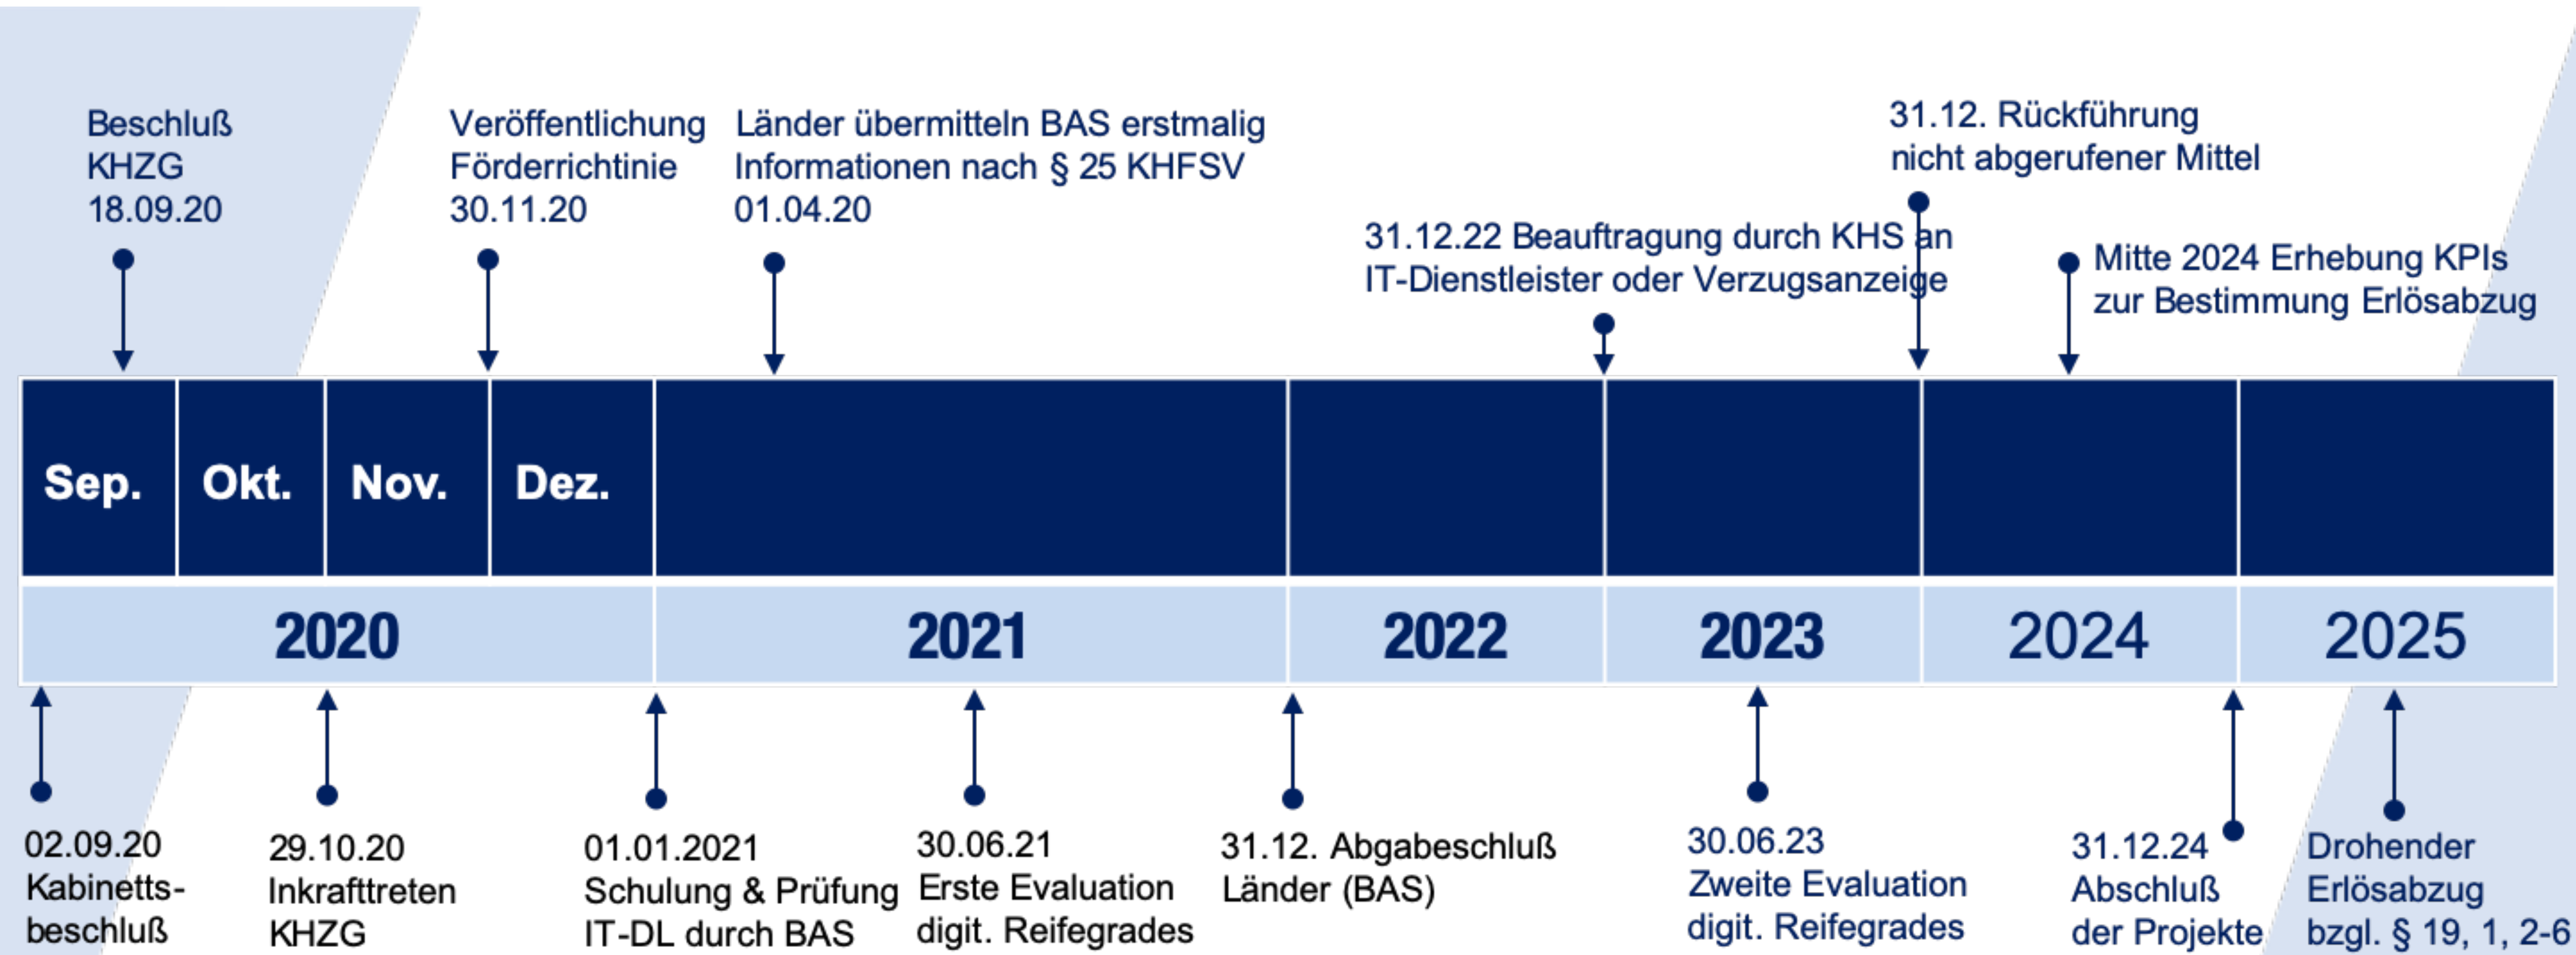 Beschluß
KHZG
18.09.20
Veröffentlichung
Förderrichtinie
30.11.20
Länder übermitteln BAS erstmalig
Informationen nach § 25 KHFSV
01.04.20
31.12.22 Beauftragung durch KHS an
IT-Dienstleister oder Verzugsanzeige
31.12. Rückführung
nicht abgerufener Mittel
Mitte 2024 Erhebung KPIs
zur Bestimmung Erlösabzug
Sep.
Okt.
Nov.
Dez.
2020
2021
2022
2023
2024
2025
02.09.20
Kabinetts-
beschluß
29.10.20
Inkrafttreten
KHZG
01.01.2021
Schulung & Prüfung
IT-DL durch BAS
30.06.21
Erste Evaluation
digit. Reifegrades
31.12. Abgabeschluß
Länder (BAS)
30.06.23
Zweite Evaluation
digit. Reifegrades
31.12.24
Abschluß
der Projekte
Drohender
Erlösabzug
bzgl. § 19, 1, 2-6